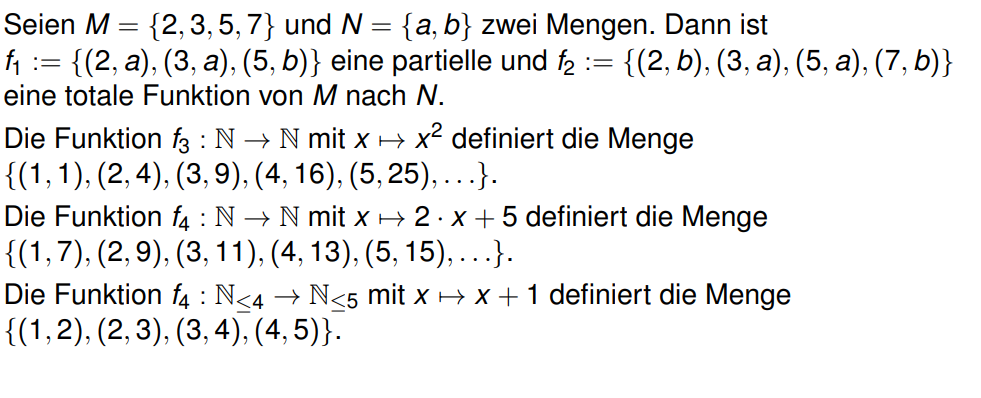 Seien M = {2, 3, 5, 7} und N = {a, b} zwei Mengen. Dann ist
f₁ := {(2, a), (3, a), (5, b)} eine partielle und f₂ := {(2, b), (3, a), (5, a), (7, b)}
eine totale Funktion von M nach N.
Die Funktion f₃ : ℕ → ℕ mit x ↦ x² definiert die Menge
{(1, 1), (2, 4), (3, 9), (4, 16), (5, 25), . . .}.
Die Funktion f₄ : ℕ → ℕ mit x ↦ 2 · x + 5 definiert die Menge
{(1, 7), (2, 9), (3, 11), (4, 13), (5, 15), . . .}.
Die Funktion f₄ : ℕ≤4 → ℕ≤5 mit x ↦ x + 1 definiert die Menge
{(1, 2), (2, 3), (3, 4), (4, 5)}.